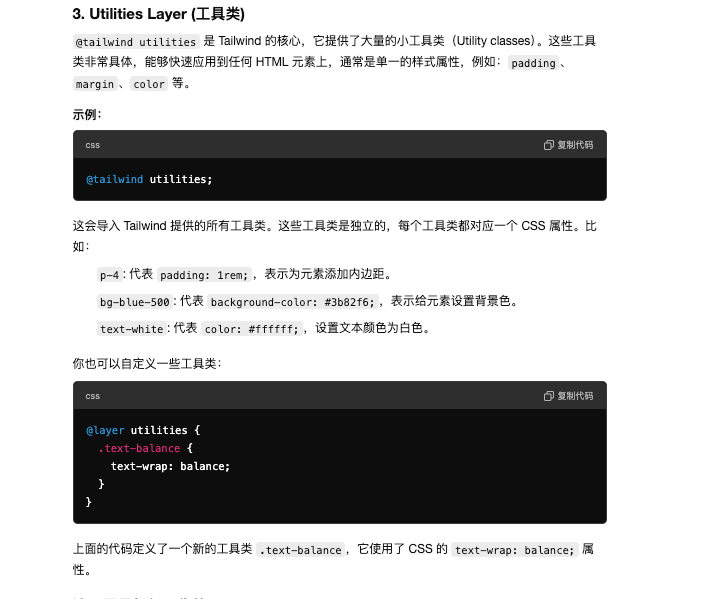 3. Utilities Layer (工具类)
@tailwind utilities 是 Tailwind 的核心，它提供了大量的小工具类（Utility classes）。这些工具
类非常具体，能够快速应用到任何 HTML 元素上，通常是单一的样式属性，例如：padding、
margin、color 等。
示例：
css 复制代码
@tailwind utilities;
这会导入 Tailwind 提供的所有工具类。这些工具类是独立的，每个工具类都对应一个 CSS 属性。比
如：
p-4：代表 padding: 1rem;，表示为元素添加内边距。
bg-blue-500：代表 background-color: #3b82f6;，表示给元素设置背景色。
text-white：代表 color: #ffffff;，设置文本颜色为白色。
你也可以自定义一些工具类：
css 复制代码
@layer utilities {
.text-balance {
text-wrap: balance;
}
}
上面的代码定义了一个新的工具类 .text-balance，它使用了 CSS 的 text-wrap: balance; 属
性。